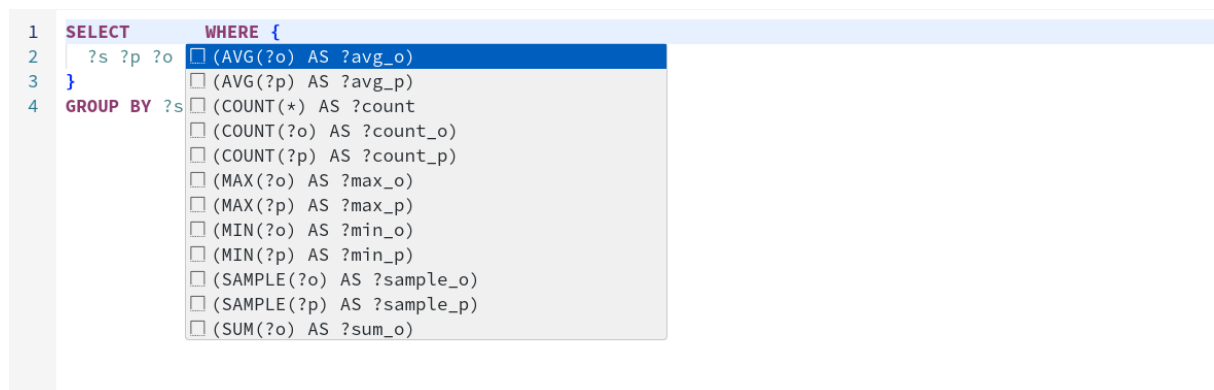 1 SELECT WHERE {
2 ?s ?p ?o
3 }
4 GROUP BY ?s
(AVG(?o) AS ?avg_o)
(AVG(?p) AS ?avg_p)
(COUNT(*) AS ?count
(COUNT(?o) AS ?count_o)
(COUNT(?p) AS ?count_p)
(MAX(?o) AS ?max_o)
(MAX(?p) AS ?max_p)
(MIN(?o) AS ?min_o)
(MIN(?p) AS ?min_p)
(SAMPLE(?o) AS ?sample_o)
(SAMPLE(?p) AS ?sample_p)
(SUM(?o) AS ?sum_o)